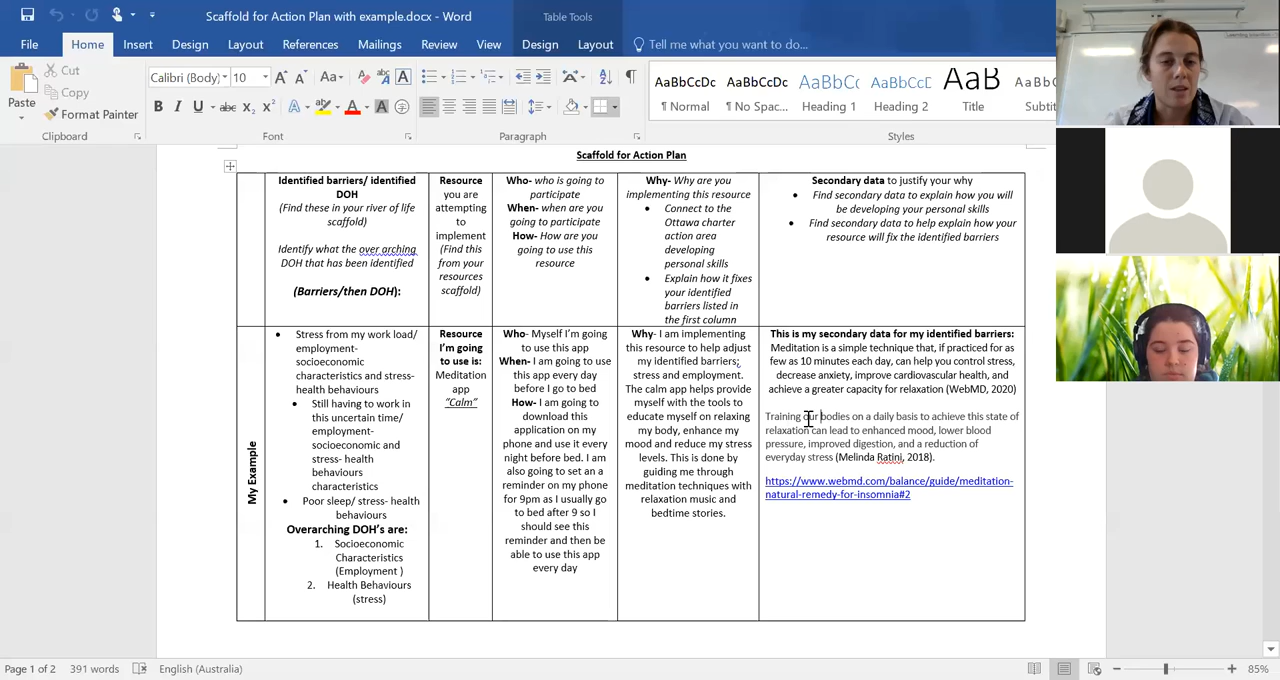 Scaffold for Action Plan with example.docx - Word
Table Tools
File Home Insert Design Layout References Mailings Review View Design Layout Tell me what you want to do...
Cut
Copy
Format Painter
Paste
Calibri (Body) 10
AaBbCcDc AaBbCcDc AaBbC( AaBbCcE AaB AaBbCcD
¶ Normal ¶ No Spac... Heading 1 Heading 2 Title Subtit
Clipboard Font Paragraph Styles
Scaffold for Action Plan
Identified barriers/ identified
DOH
(Find these in your river of life
scaffold)
Identify what the over arching
DOH that has been identified
(Barriers/then DOH):
Resource
you are
attempting
to
implement
(Find this
from your
resources
scaffold)
Who- who is going to
participate
When- when are you
going to participate
How- How are you
going to use this
resource
Why- Why are you
implementing this resource
• Connect to the
Ottawa charter
action area
developing
personal skills
• Explain how it fixes
your identified
barriers listed in
the first column
Secondary data to justify your why
• Find secondary data to explain how you will
be developing your personal skills
• Find secondary data to help explain how your
resource will fix the identified barriers
My Example
• Stress from my work load/
employment-
socioeconomic
characteristics and stress-
health behaviours
• Still having to work in
this uncertain time/
employment-
socioeconomic and
stress- health
behaviours
characteristics
• Poor sleep/ stress- health
behaviours
Overarching DOH's are:
1. Socioeconomic
Characteristics
(Employment )
2. Health Behaviours
(stress)
Resource
I'm going
to use is:
Meditation
app
"Calm"
Who- Myself I'm going
to use this app
When- I am going to use
this app every day
before I go to bed
How- I am going to
download this
application on my
phone and use it every
night before bed. I am
also going to set an a
reminder on my phone
for 9pm as I usually go
to bed after 9 so I
should see this
reminder and then be
able to use this app
every day
Why- I am implementing
this resource to help adjust
my identified barriers;
stress and employment.
The calm app helps provide
myself with the tools to
educate myself on relaxing
my body, enhance my
mood and reduce my stress
levels. This is done by
guiding me through
meditation techniques with
relaxation music and
bedtime stories.
This is my secondary data for my identified barriers:
Meditation is a simple technique that, if practiced for as
few as 10 minutes each day, can help you control stress,
decrease anxiety, improve cardiovascular health, and
achieve a greater capacity for relaxation (WebMD, 2020)
Training our bodies on a daily basis to achieve this state of
relaxation can lead to enhanced mood, lower blood
pressure, improved digestion, and a reduction of
everyday stress (Melinda Ratini, 2018).
https://www.webmd.com/balance/guide/meditation-
natural-remedy-for-insomnia#2
Page 1 of 2 391 words English (Australia) 85%